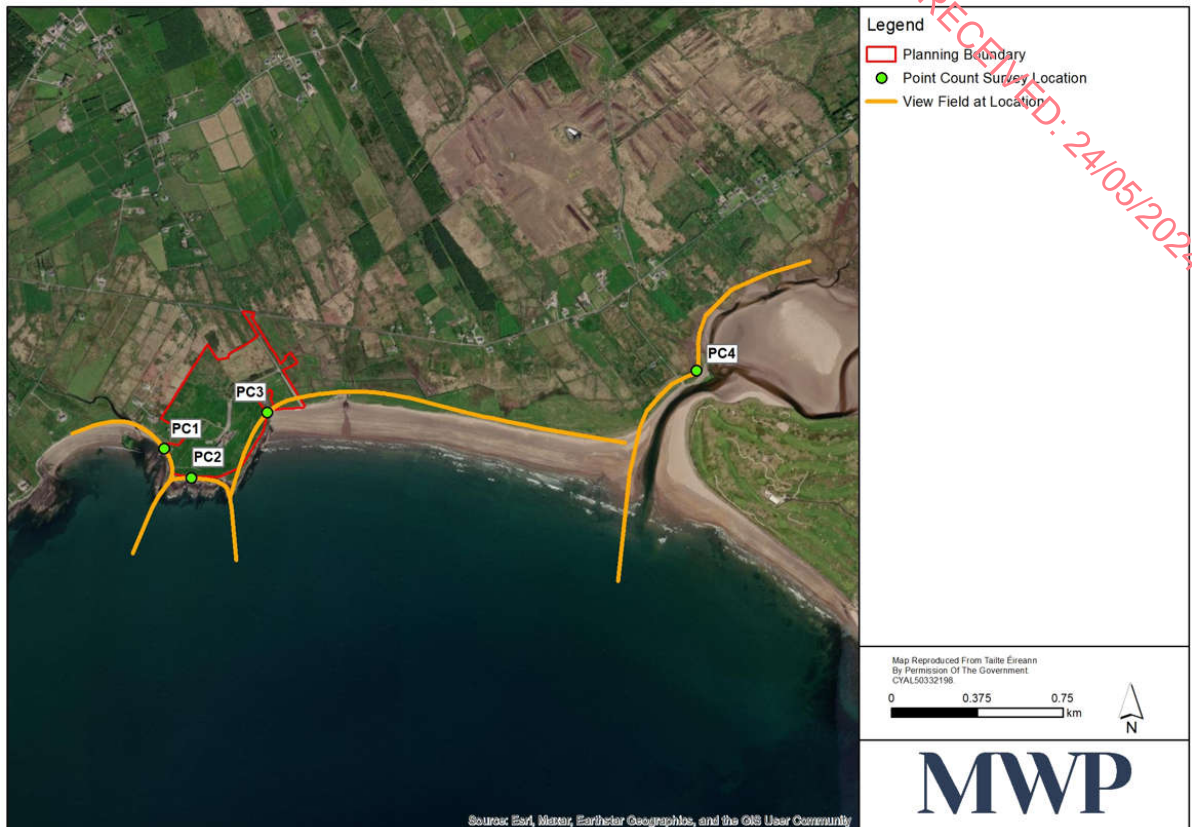 Legend
Planning Boundary
Point Count Survey Location
View Field at Location
RECEIVED: 24/05/2024
PC4
PC3
PC1
PC2
Map Reproduced From Tailte Éireann
By Permission Of The Government.
CYAL50332198
0 0.375 0.75
km
N
MWP
Source: Esri, Maxar, Earthstar Geographics, and the GIS User Community